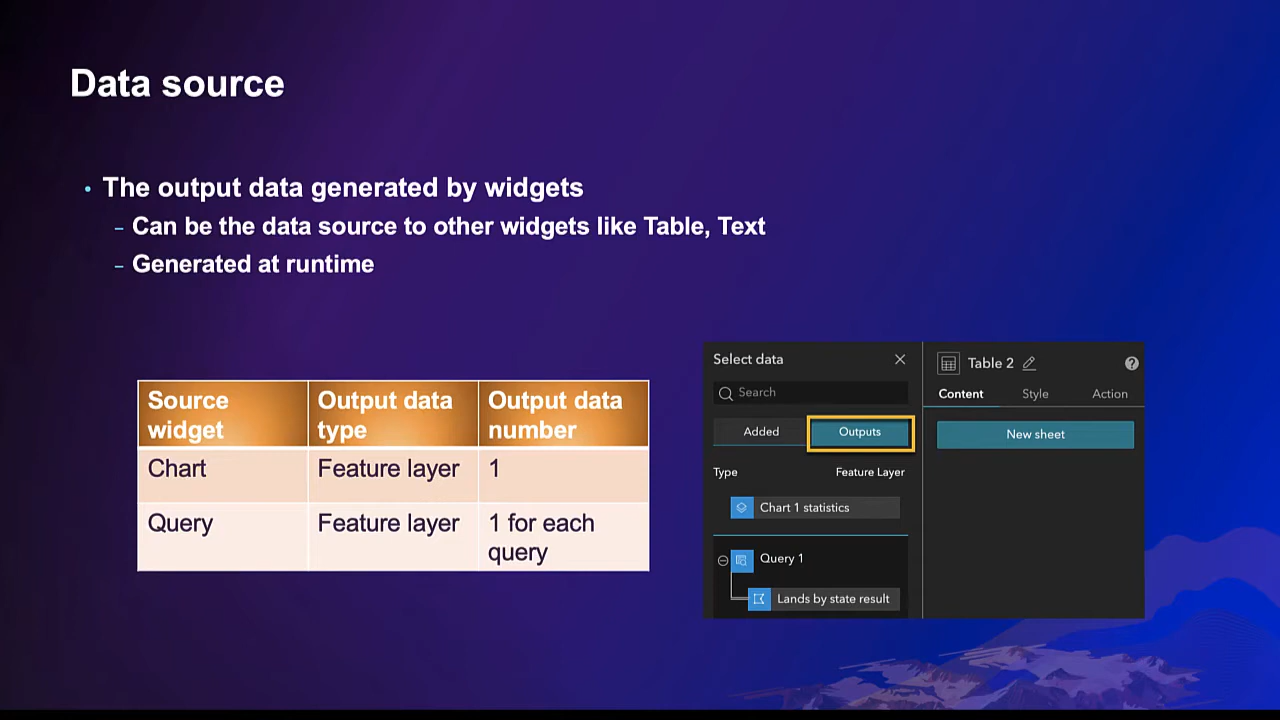 Data source
• The output data generated by widgets
– Can be the data source to other widgets like Table, Text
– Generated at runtime
Source widget | Output data type | Output data number
Chart | Feature layer | 1
Query | Feature layer | 1 for each query
Select data
Search
Added Outputs
Type Feature Layer
Chart 1 statistics
Query 1
Lands by state result
Table 2
Content Style Action
New sheet